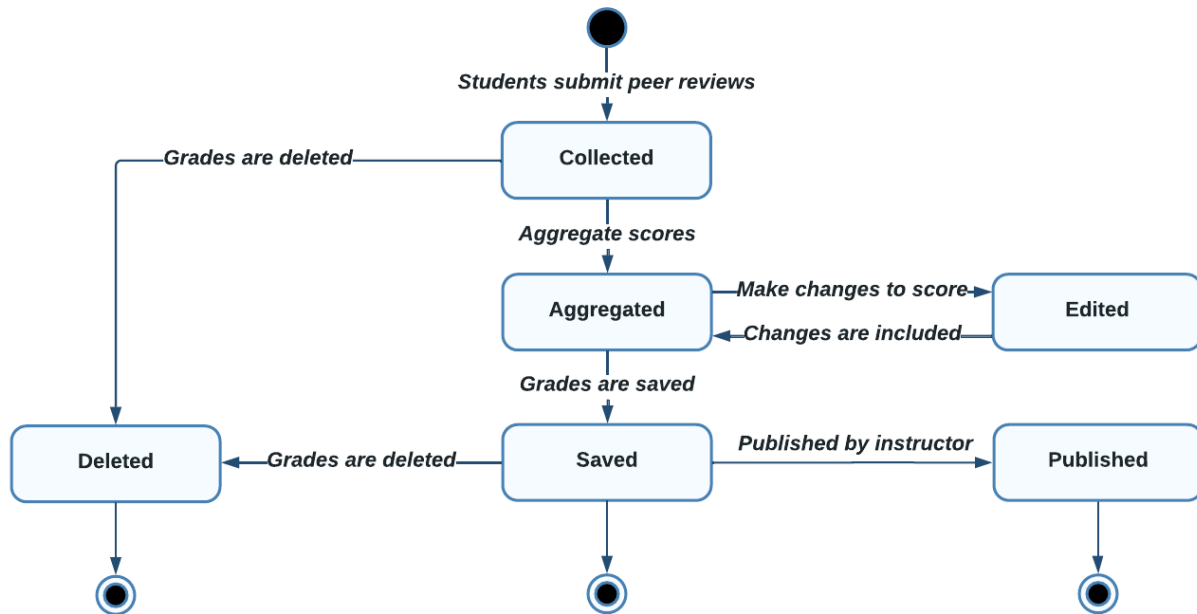 Students submit peer reviews
Collected
Grades are deleted
Aggregate scores
Aggregated
Make changes to score
Edited
Changes are included
Grades are saved
Deleted
Grades are deleted
Saved
Published by instructor
Published